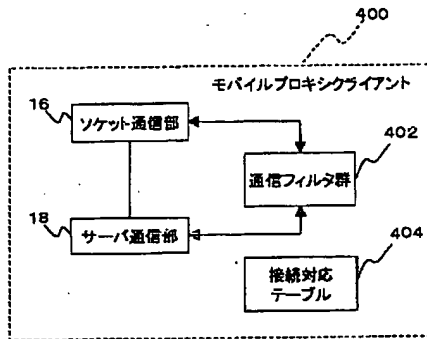 400
モバイルプロキシクライアント
16
ソケット通信部
402
通信フィルタ群
18
サーバ通信部
404
接続対応
テーブル